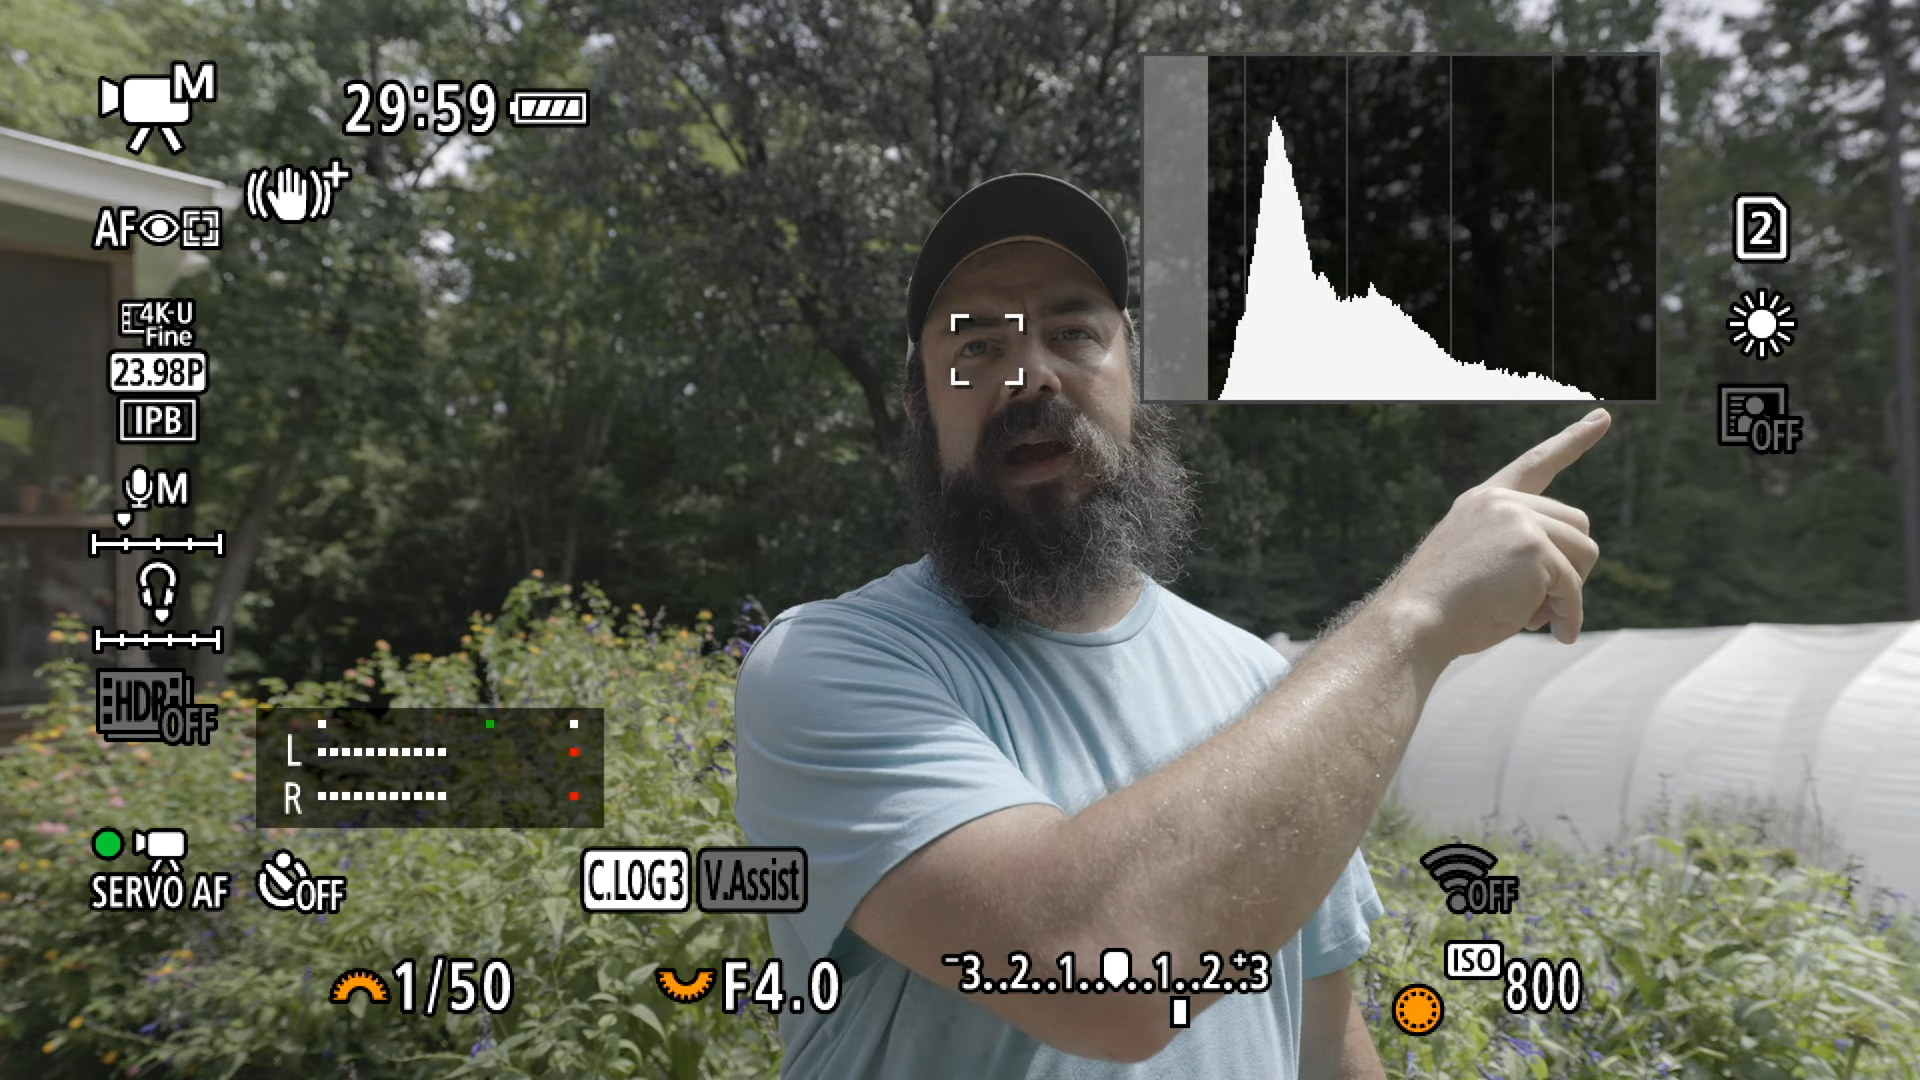 M
29:59
+
AF
4K-U
Fine
23.98P
IPB
M
HDR
OFF
L
R
SERVO AF
OFF
C.LOG3
V.Assist
1/50
F4.0
-3..2..1....1..2..+3
2
OFF
OFF
ISO
800